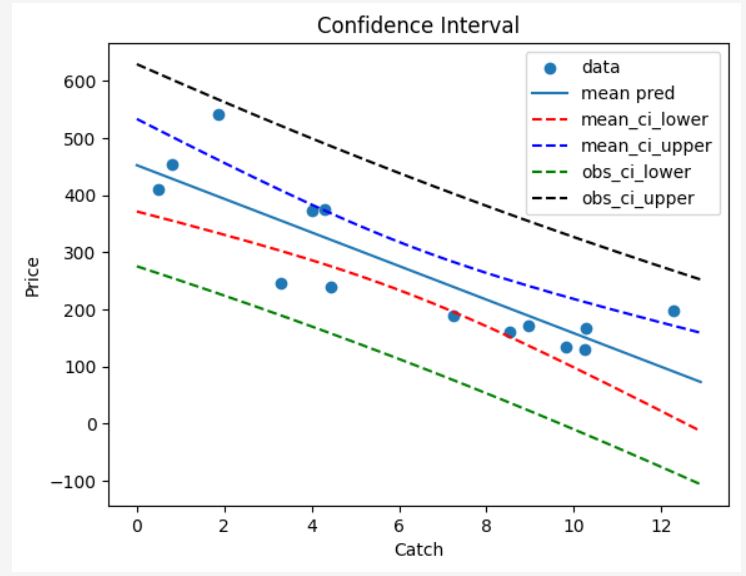 Confidence Interval
data
mean pred
mean_ci_lower
mean_ci_upper
obs_ci_lower
obs_ci_upper
600
500
400
300
200
100
0
−100
Price
0 2 4 6 8 10 12
Catch